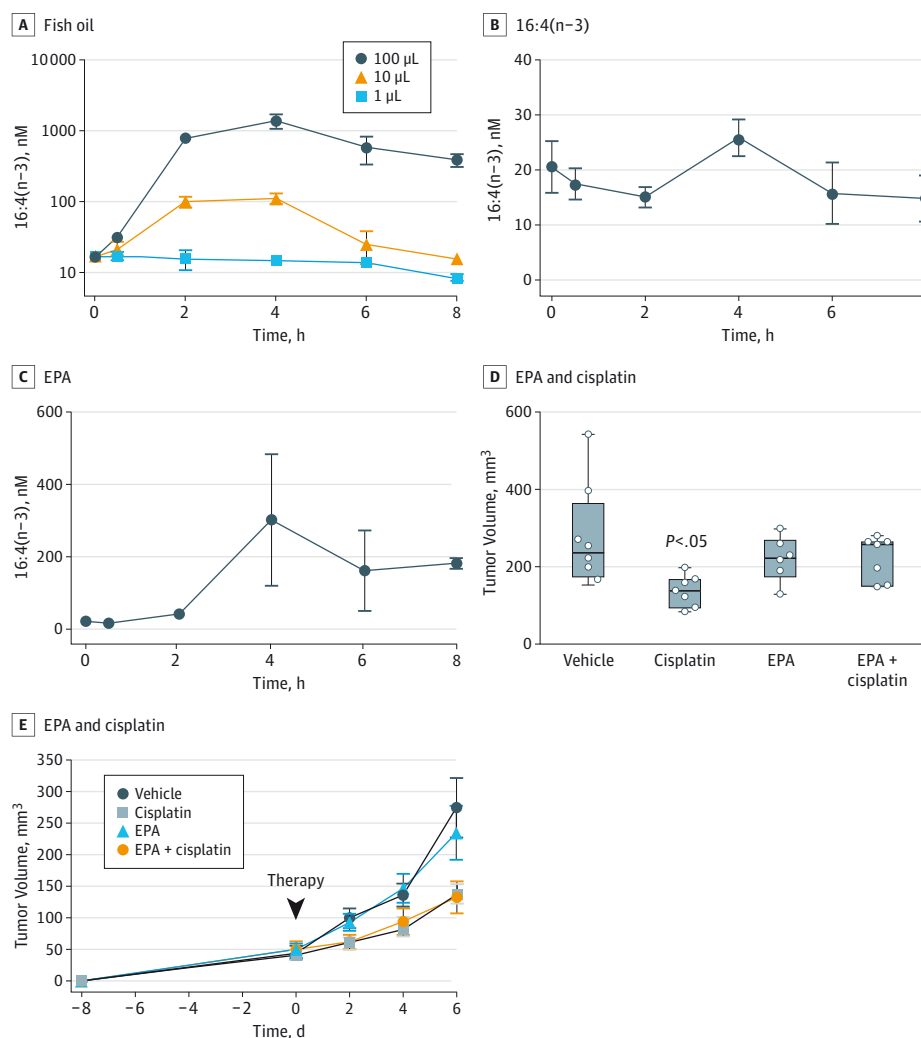 A Fish oil
10 000
1000
100
10
16:4(n−3), nM
0 2 4 6 8
Time, h
100 µL
10 µL
1 µL
B 16:4(n−3)
40
30
20
10
0
16:4(n−3), nM
0 2 4 6
Time, h
C EPA
600
400
200
0
16:4(n−3), nM
0 2 4 6 8
Time, h
D EPA and cisplatin
600
400
200
0
Tumor Volume, mm³
P<.05
Vehicle Cisplatin EPA EPA +
cisplatin
E EPA and cisplatin
350
300
250
200
150
100
50
0
Tumor Volume, mm³
Vehicle
Cisplatin
EPA
EPA + cisplatin
Therapy
−8 −6 −4 −2 0 2 4 6
Time, d